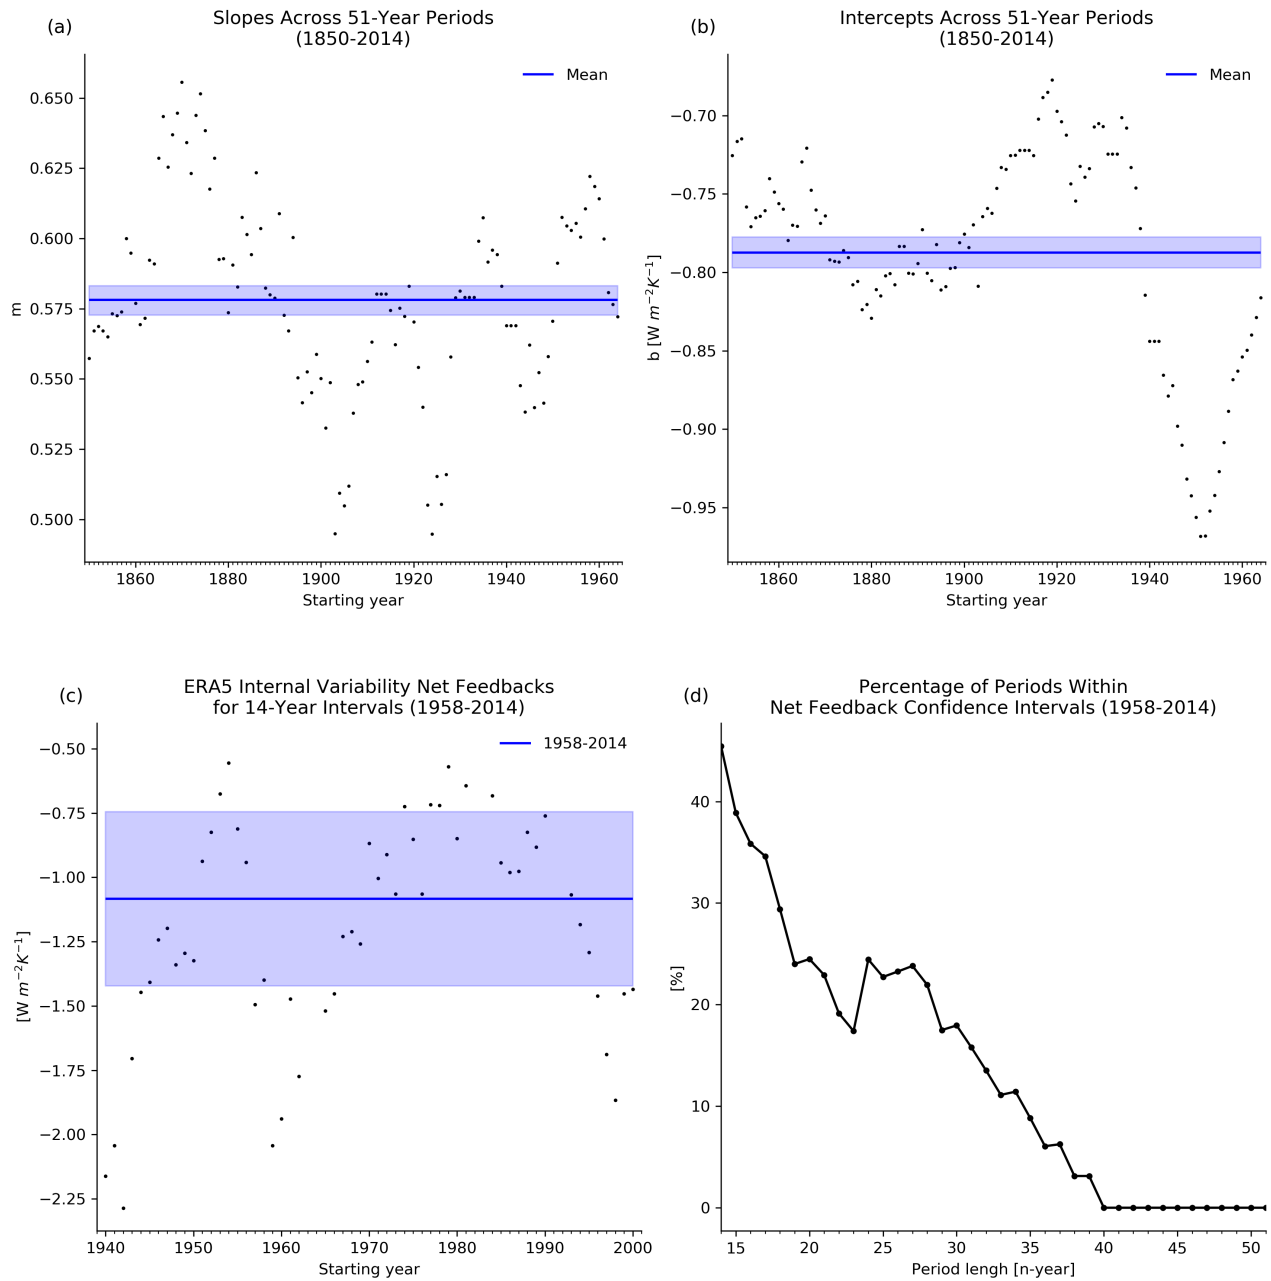 (a)
Slopes Across 51-Year Periods
(1850-2014)
Mean
0.650
0.625
0.600
0.575
0.550
0.525
0.500
m
1860 1880 1900 1920 1940 1960
Starting year
(b)
Intercepts Across 51-Year Periods
(1850-2014)
Mean
−0.70
−0.75
−0.80
−0.85
−0.90
−0.95
b [W m⁻²K⁻¹]
1860 1880 1900 1920 1940 1960
Starting year
(c)
ERA5 Internal Variability Net Feedbacks
for 14-Year Intervals (1958-2014)
1958-2014
−0.50
−0.75
−1.00
−1.25
−1.50
−1.75
−2.00
−2.25
[W m⁻²K⁻¹]
1940 1950 1960 1970 1980 1990 2000
Starting year
(d)
Percentage of Periods Within
Net Feedback Confidence Intervals (1958-2014)
40
30
20
10
0
[%]
15 20 25 30 35 40 45 50
Period lengh [n-year]